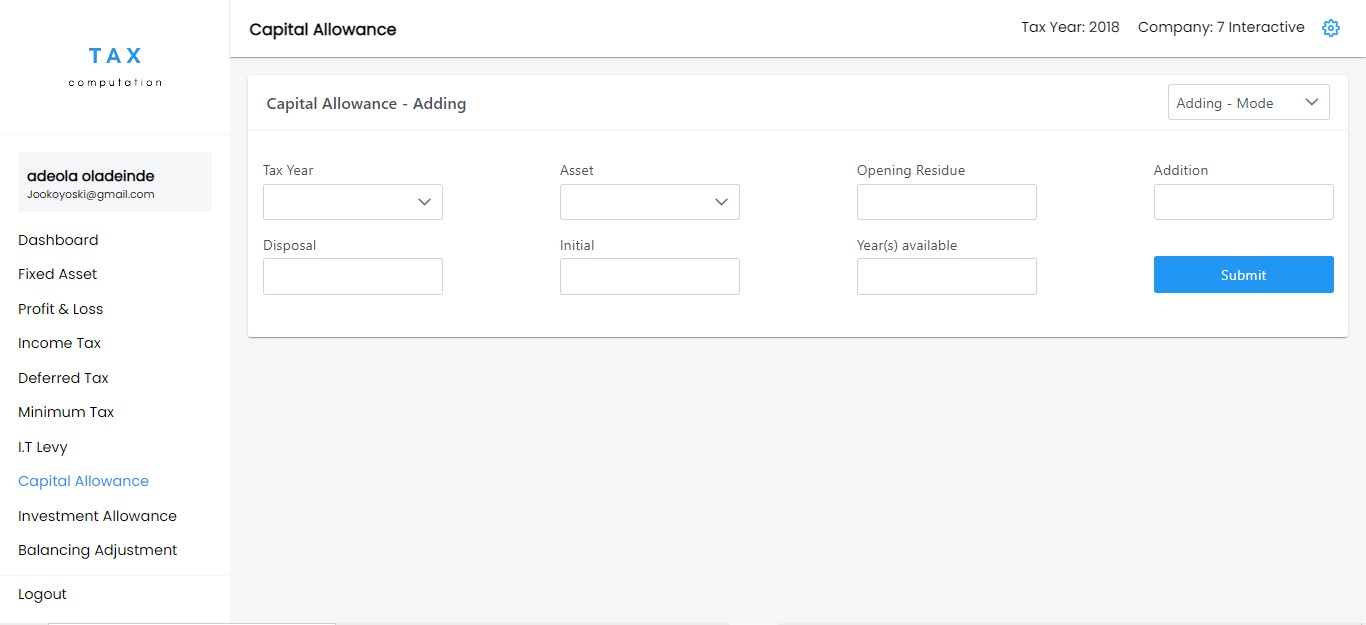 TAX
computation
adeola oladeinde
Jookoyoski@gmail.com
Dashboard
Fixed Asset
Profit & Loss
Income Tax
Deferred Tax
Minimum Tax
I.T Levy
Capital Allowance
Investment Allowance
Balancing Adjustment
Logout
Capital Allowance
Tax Year: 2018 Company: 7 Interactive
Capital Allowance - Adding
Adding - Mode
Tax Year Asset Opening Residue Addition
Disposal Initial Year(s) available
Submit